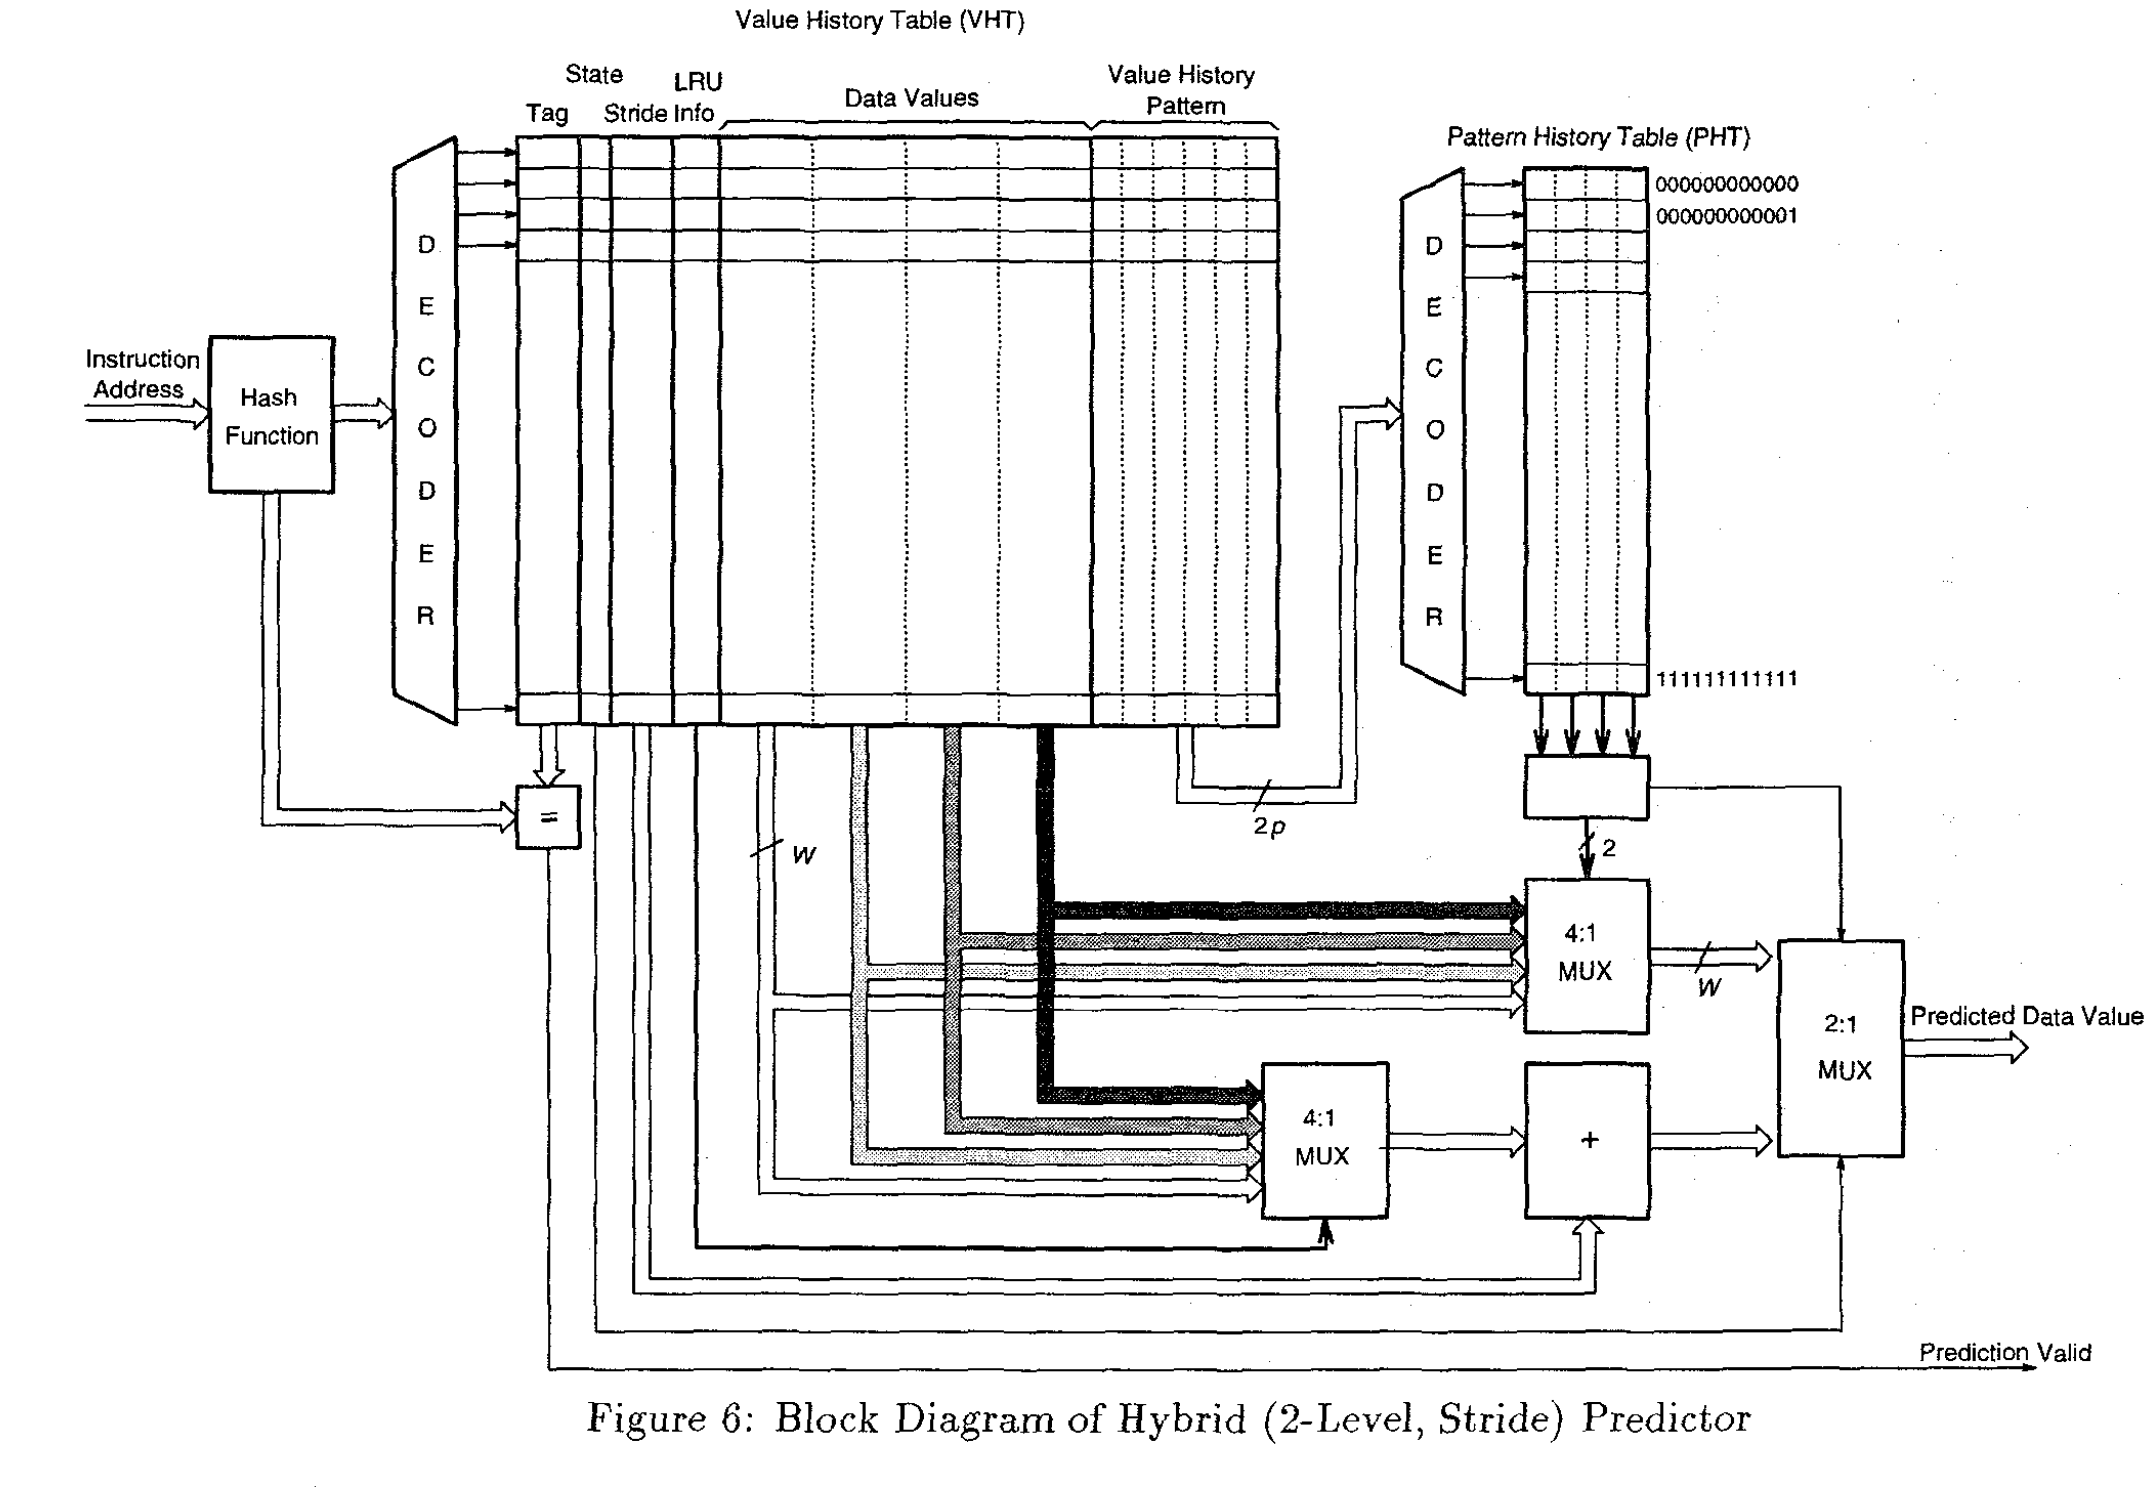 Value History Table (VHT)
State
LRU
Value History
Tag
Stride Info
Data Values
Pattern
Pattern History Table (PHT)
000000000000
000000000001
D
E
C
O
D
E
R
D
E
C
O
D
E
R
Instruction
Address
Hash
Function
111111111111
=
W
2p
2
4:1
MUX
W
2:1
MUX
Predicted Data Value
4:1
MUX
+
Prediction Valid
Figure 6: Block Diagram of Hybrid (2-Level, Stride) Predictor